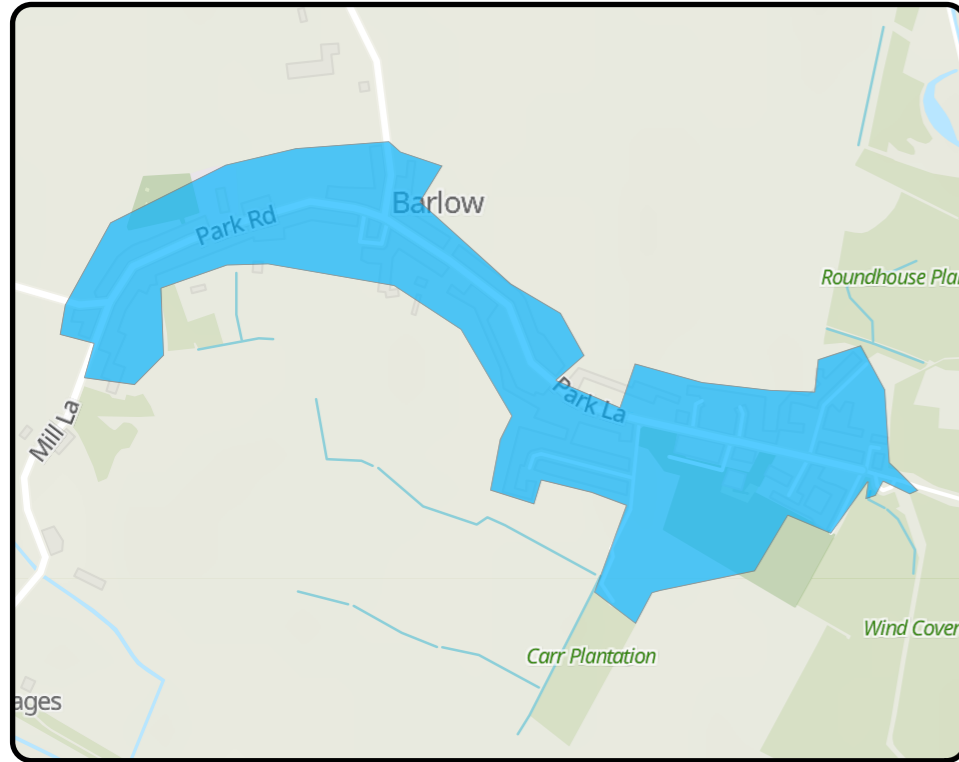 Barlow
Park Rd
Roundhouse Pla
Park La
Mill La
Wind Cover
Carr Plantation
ages